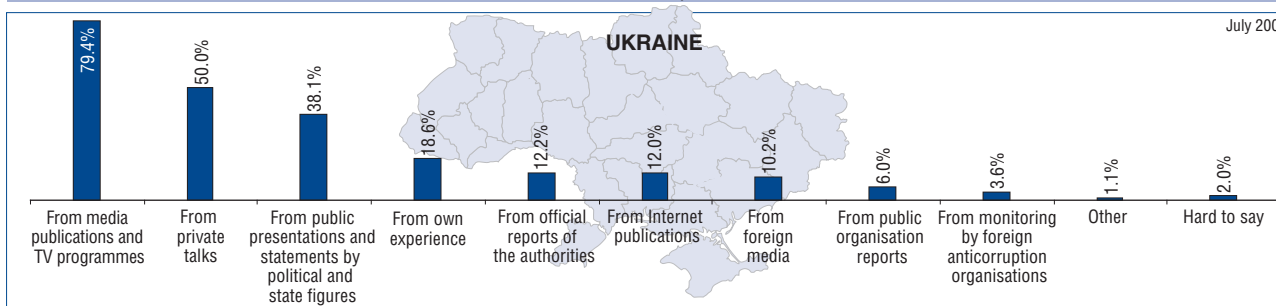 July 200
UKRAINE
79.4%
50.0%
38.1%
18.6%
12.2%
12.0%
10.2%
6.0%
3.6%
1.1%
2.0%
From media
publications and
TV programmes
From
private
talks
From public
presentations and
statements by
political and
state figures
From own
experience
From official
reports of
the authorities
From Internet
publications
From
foreign
media
From public
organisation
reports
From monitoring
by foreign
anticorruption
organisations
Other
Hard to say